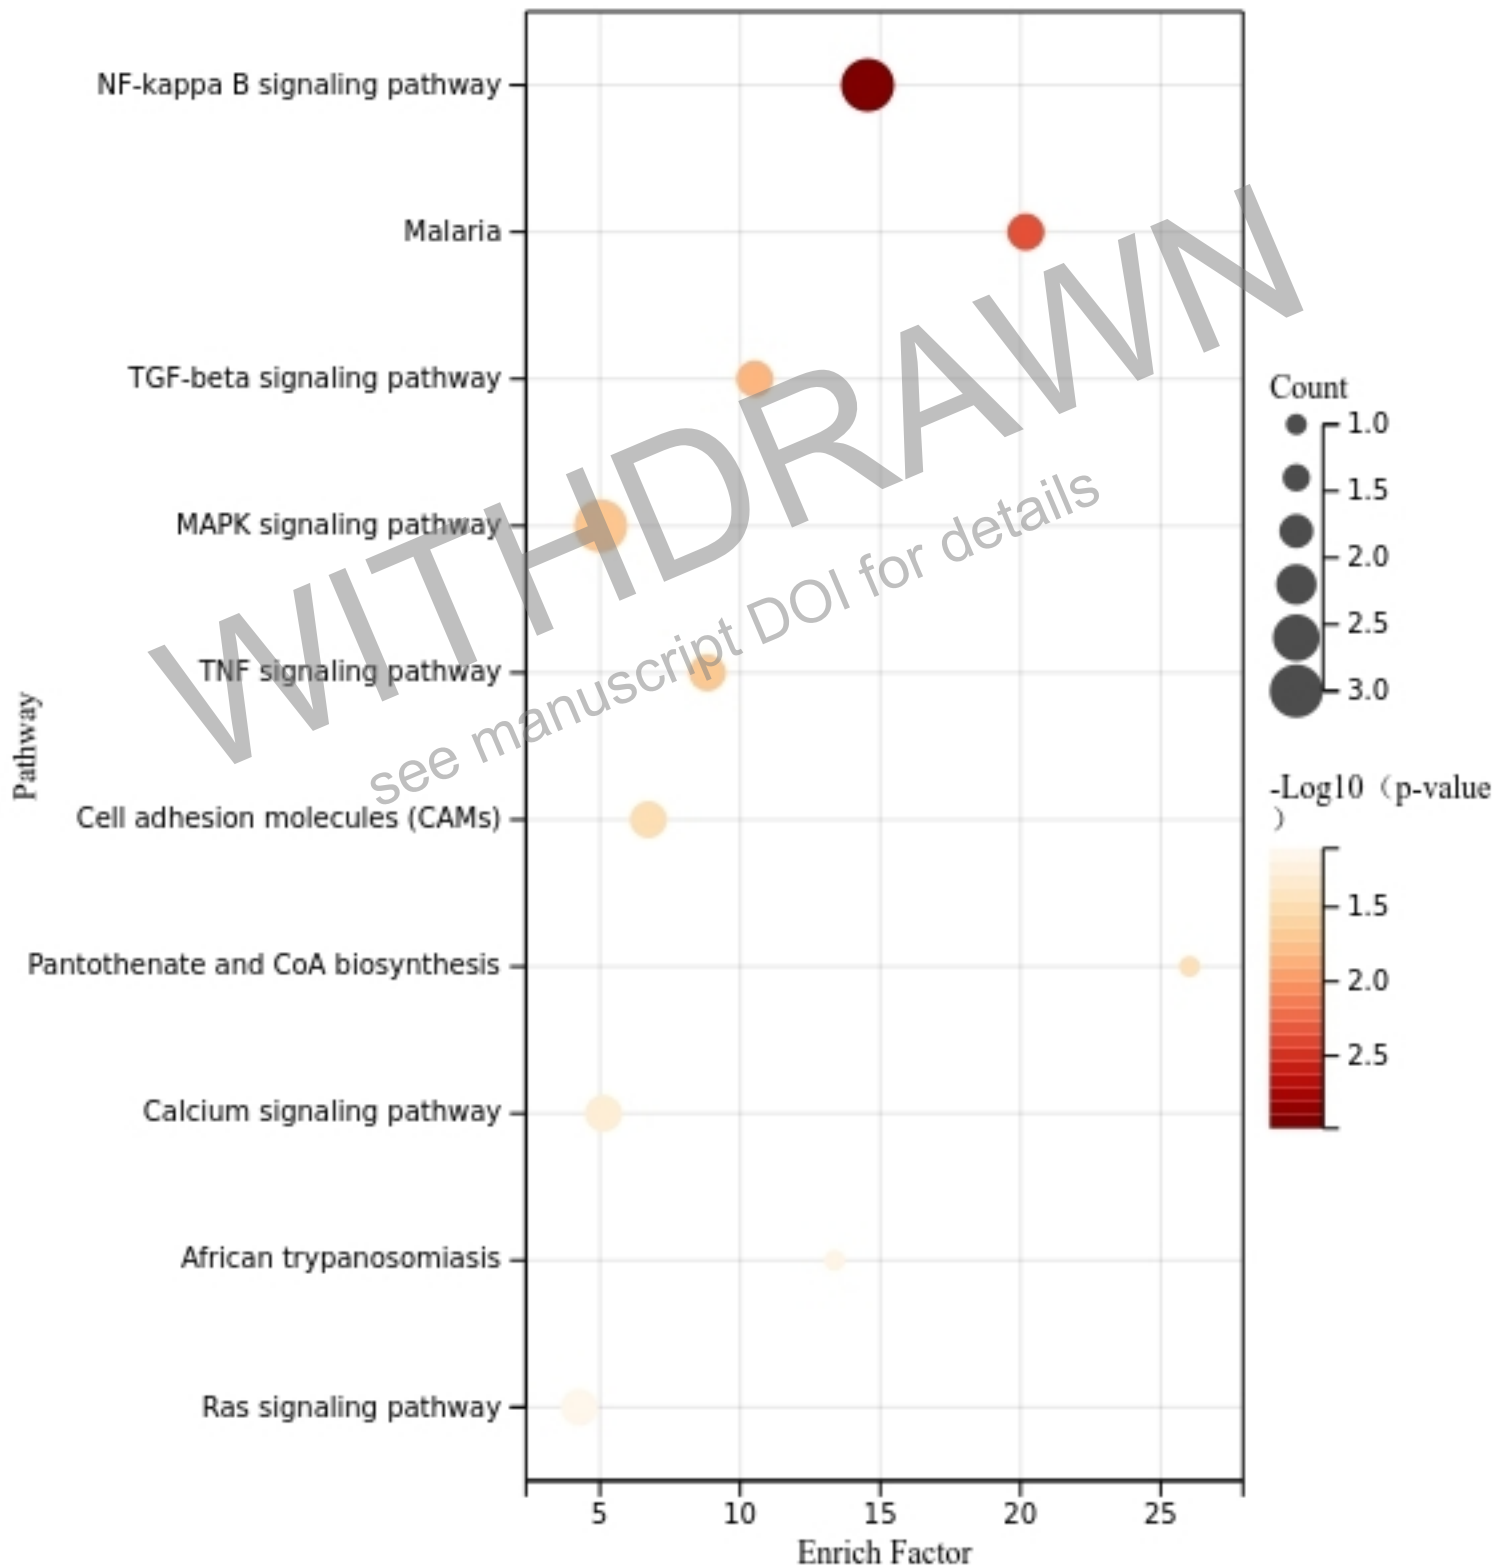 NF-kappa B signaling pathway
Malaria
TGF-beta signaling pathway
MAPK signaling pathway
TNF signaling pathway
Cell adhesion molecules (CAMs)
Pantothenate and CoA biosynthesis
Calcium signaling pathway
African trypanosomiasis
Ras signaling pathway
Pathway
5 10 15 20 25
Enrich Factor
WITHDRAWN
see manuscript DOI for details
Count
1.0
1.5
2.0
2.5
3.0
-Log10（p-value
）
1.5
2.0
2.5